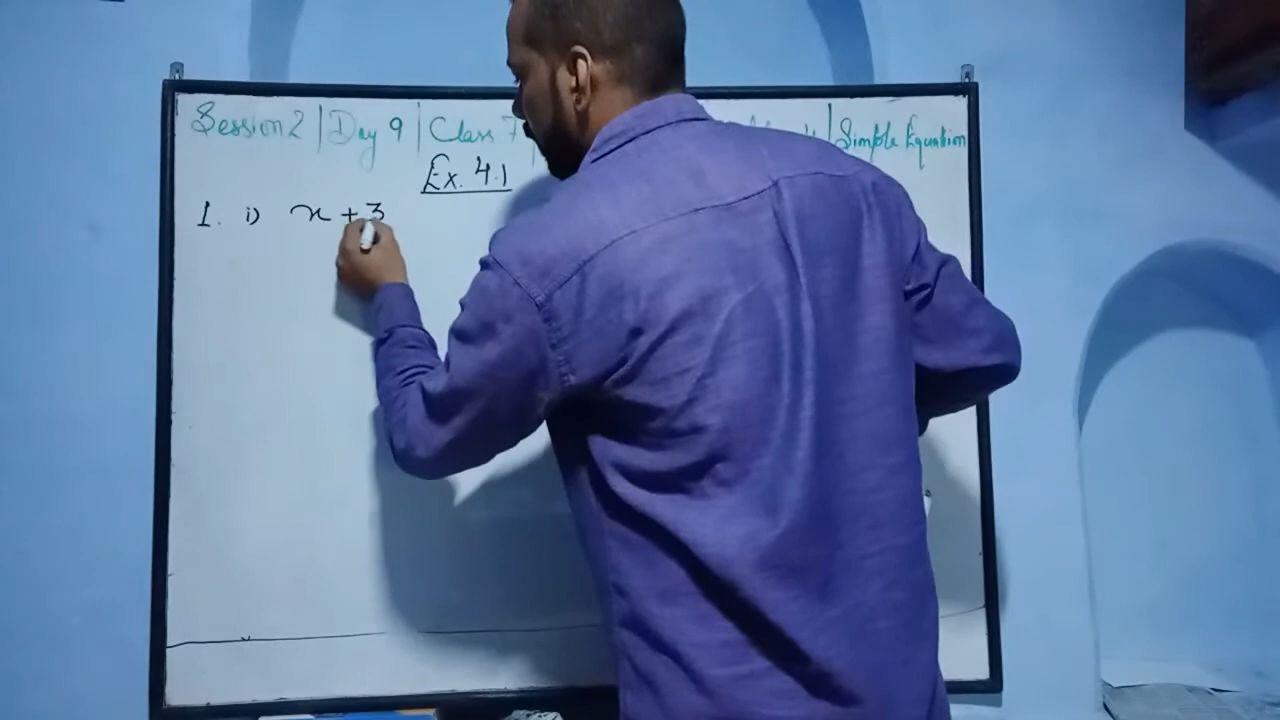 Session 2 | Day 9 | Class 7 | Simple Equation
Ex. 4.1
1. i) x + 3